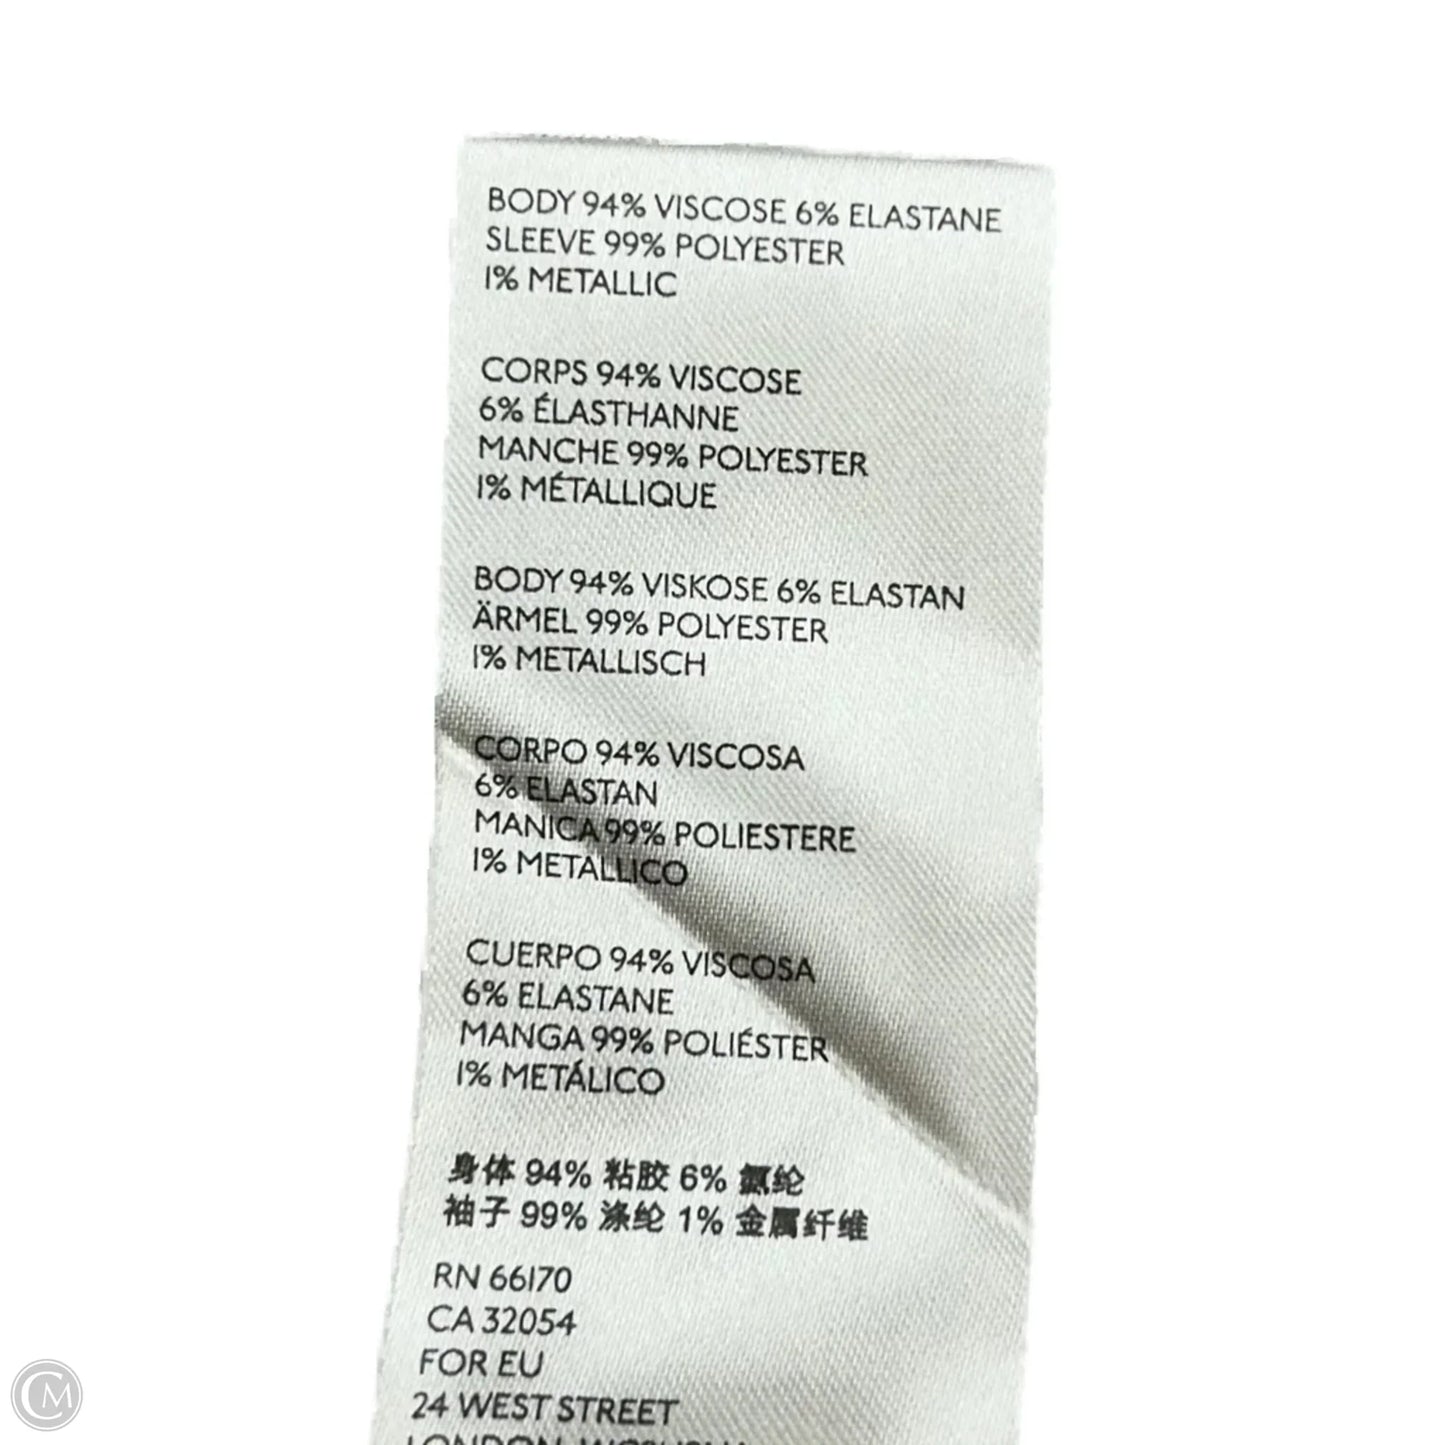 BODY 94% VISCOSE 6% ELASTANE
SLEEVE 99% POLYESTER
1% METALLIC
CORPS 94% VISCOSE
6% ÉLASTHANNE
MANCHE 99% POLYESTER
1% MÉTALLIQUE
BODY 94% VISKOSE 6% ELASTAN
ÄRMEL 99% POLYESTER
1% METALLISCH
CORPO 94% VISCOSA
6% ELASTAN
MANICA 99% POLIESTERE
1% METALLICO
CUERPO 94% VISCOSA
6% ELASTANE
MANGA 99% POLIÉSTER
1% METÁLICO
身体 94% 粘胶 6% 氨纶
袖子 99% 涤纶 1% 金属纤维
RN 66170
CA 32054
FOR EU
24 WEST STREET
LONDON
CM